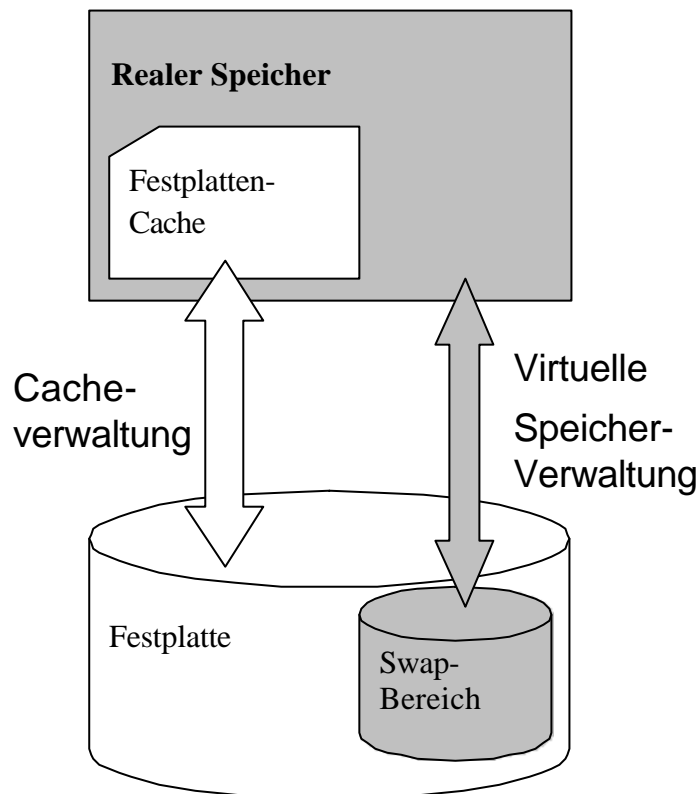 Realer Speicher
Festplatten-
Cache
Cache-
verwaltung
Virtuelle
Speicher-
Verwaltung
Festplatte
Swap-
Bereich